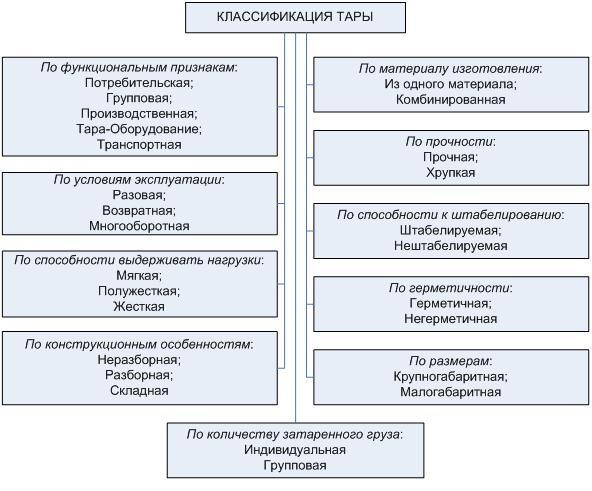 КЛАССИФИКАЦИЯ ТАРЫ
По функциональным признакам:
Потребительская;
Групповая;
Производственная;
Тара-Оборудование;
Транспортная
По условиям эксплуатации:
Разовая;
Возвратная;
Многооборотная
По способности выдерживать нагрузки:
Мягкая;
Полужесткая;
Жесткая
По конструкционным особенностям:
Неразборная;
Разборная;
Складная
По материалу изготовления:
Из одного материала;
Комбинированная
По прочности:
Прочная;
Хрупкая
По способности к штабелированию:
Штабелируемая;
Нештабелируемая
По герметичности:
Герметичная;
Негерметичная
По размерам:
Крупногабаритная;
Малогабаритная
По количеству затаренного груза:
Индивидуальная
Групповая